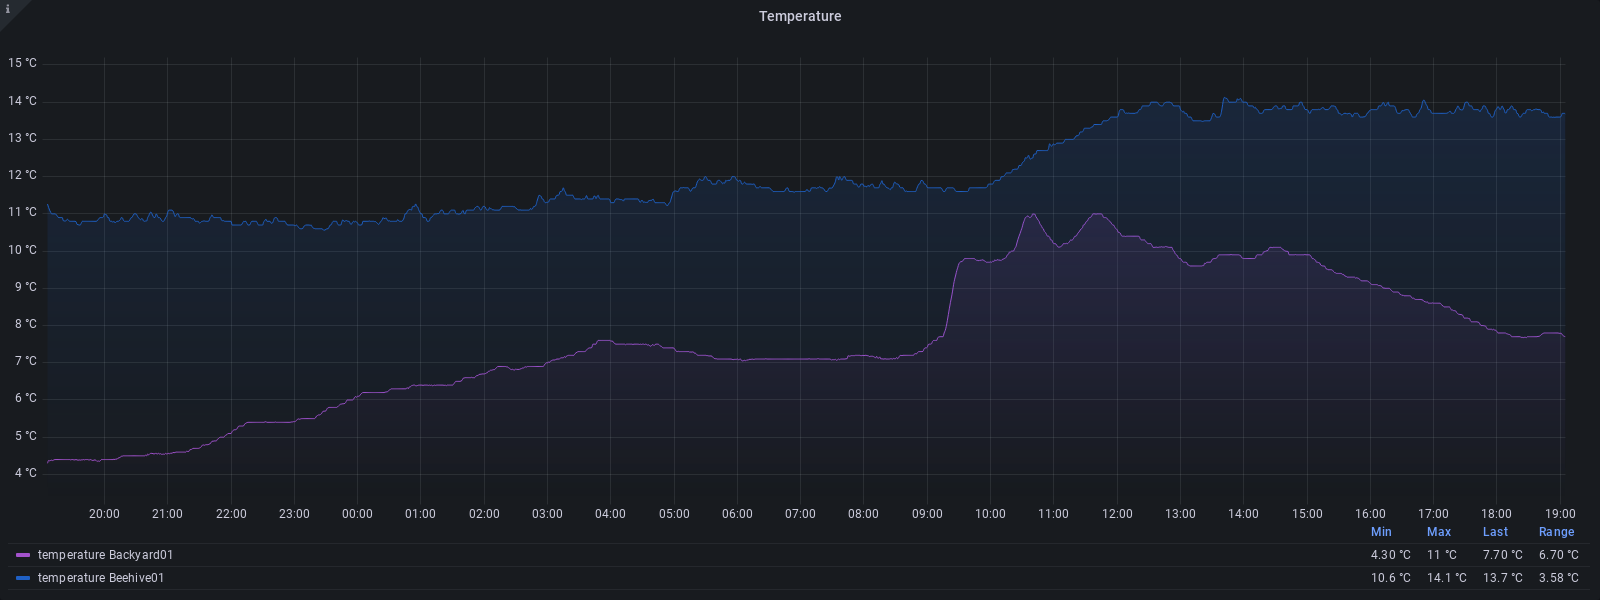 i
Temperature
15 °C
14 °C
13 °C
12 °C
11 °C
10 °C
9 °C
8 °C
7 °C
6 °C
5 °C
4 °C
20:00 21:00 22:00 23:00 00:00 01:00 02:00 03:00 04:00 05:00 06:00 07:00 08:00 09:00 10:00 11:00 12:00 13:00 14:00 15:00 16:00 17:00 18:00 19:00
Min Max Last Range
temperature Backyard01 4.30 °C 11 °C 7.70 °C 6.70 °C
temperature Beehive01 10.6 °C 14.1 °C 13.7 °C 3.58 °C